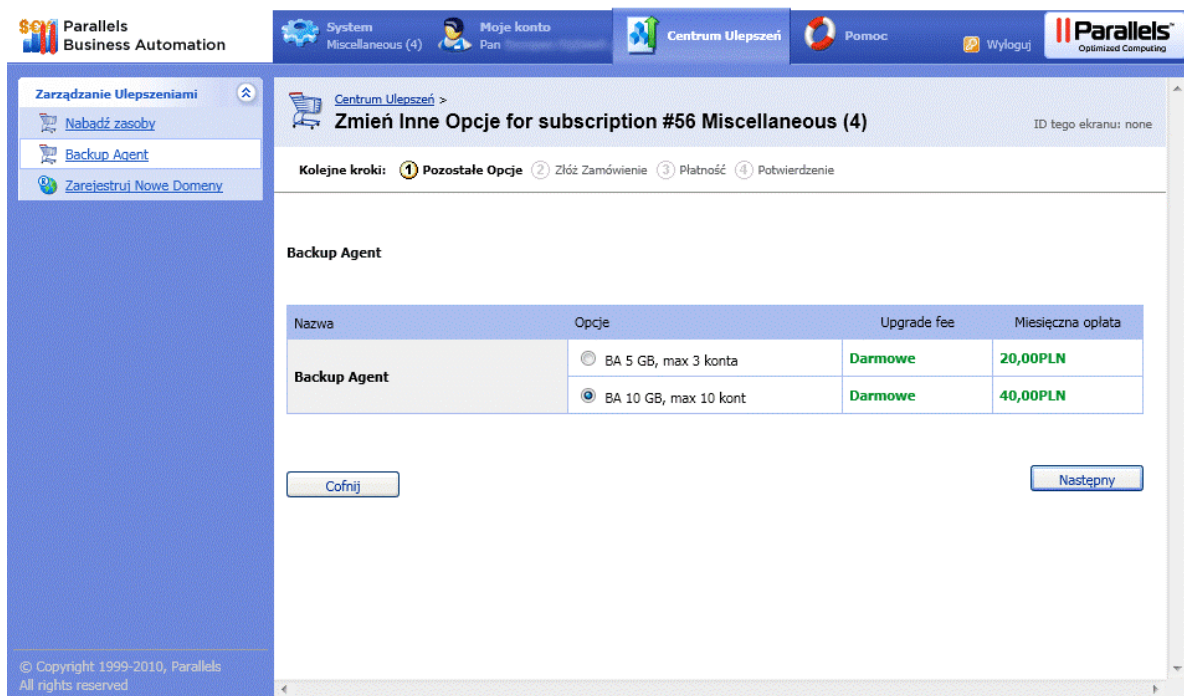 Parallels
Business Automation
System
Miscellaneous (4)
Moje konto
Pan
Centrum Ulepszeń
Pomoc
Wyloguj
Parallels™
Optimized Computing
Zarządzanie Ulepszeniami
Nabądź zasoby
Backup Agent
Zarejestruj Nowe Domeny
Centrum Ulepszeń >
Zmień Inne Opcje for subscription #56 Miscellaneous (4)
ID tego ekranu: none
Kolejne kroki: 1 Pozostałe Opcje 2 Złóż Zamówienie 3 Płatność 4 Potwierdzenie
Backup Agent
Nazwa Opcje Upgrade fee Miesięczna opłata
Backup Agent
BA 5 GB, max 3 konta Darmowe 20,00PLN
BA 10 GB, max 10 kont Darmowe 40,00PLN
Cofnij
Następny
© Copyright 1999-2010, Parallels
All rights reserved